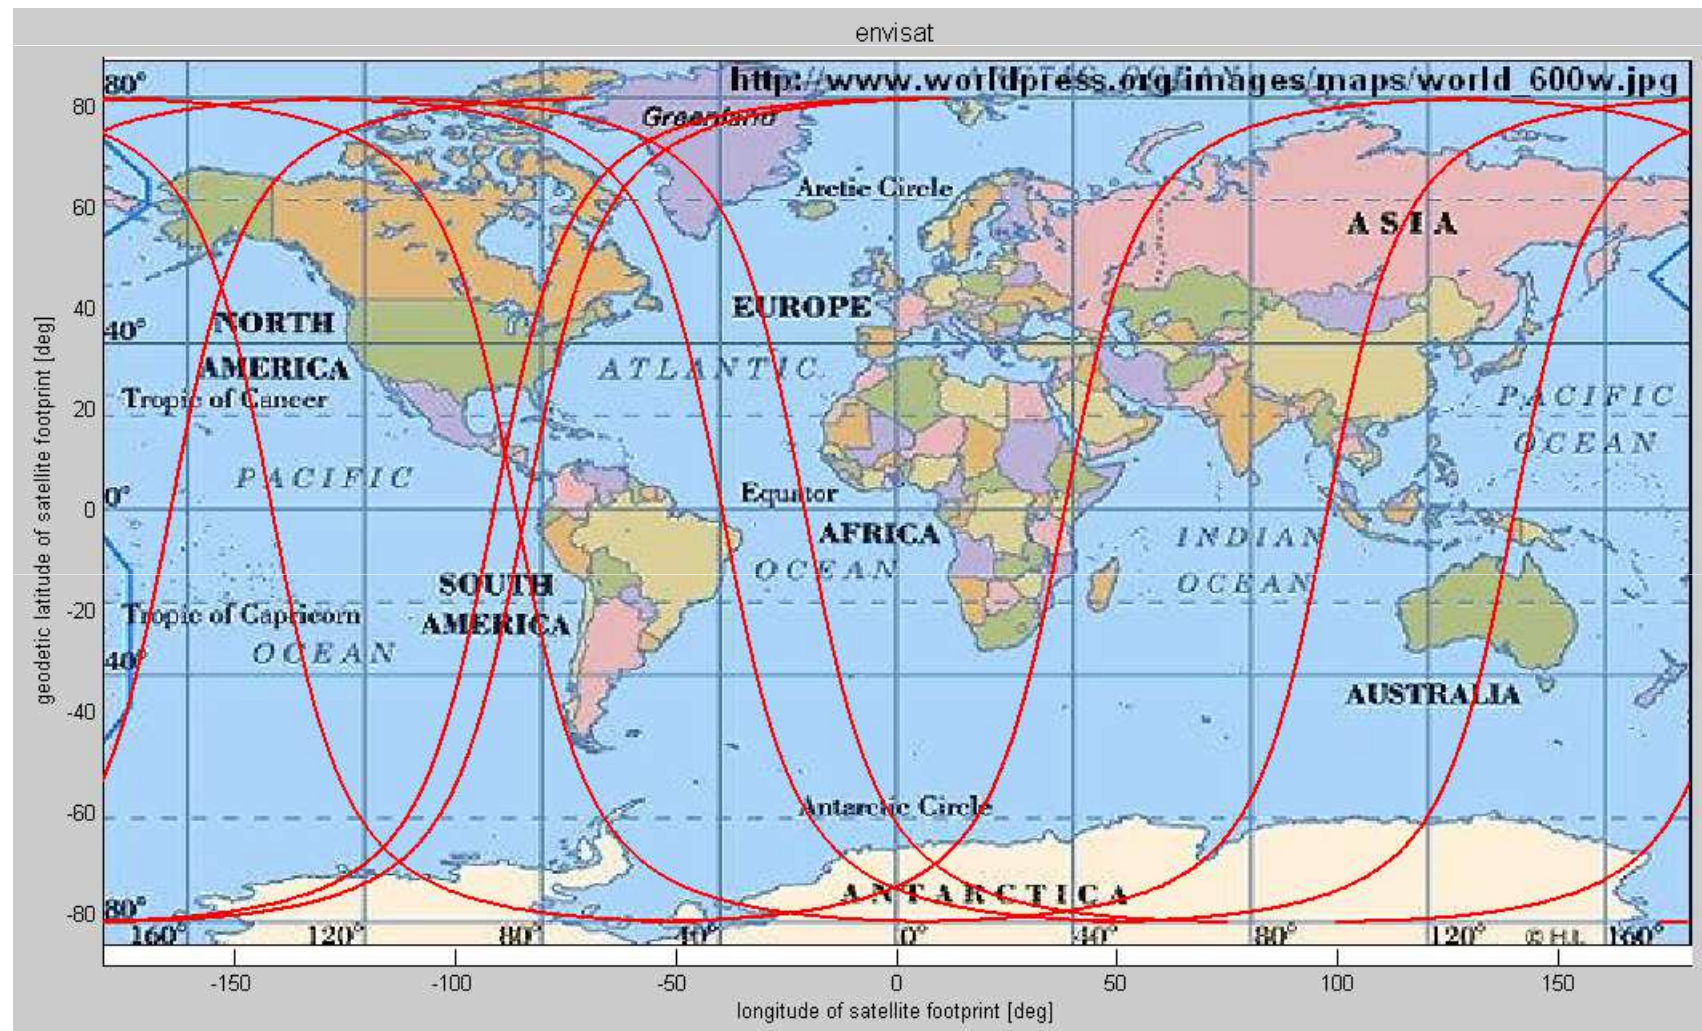 envisat
80°
http://www.worldpress.org/images/maps/world_600w.jpg
ARCTIC OCEAN
80
Greenland
Arctic Circle
60
ASIA
EUROPE
40
NORTH
40°
AMERICA
ATLANTIC
Tropic of Cancer
20
PACIFIC
OCEAN
PACIFIC
0°
Equator
0
AFRICA
INDIAN
OCEAN
SOUTH
OCEAN
-20
Tropic of Capricorn
AMERICA
OCEAN
40°
AUSTRALIA
-40
Antarctic Circle
-60
ANTARCTICA
-80
80°
160° 120° 80° 40° 0° 40° 80° 120° © H.I. 160°
-150 -100 -50 0 50 100 150
longitude of satellite footprint [deg]
geodetic latitude of satellite footprint [deg]